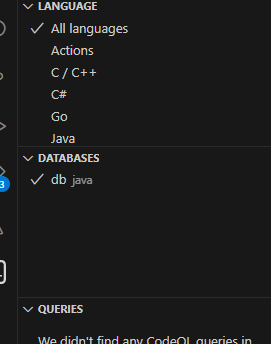 LANGUAGE
All languages
Actions
C / C++
C#
Go
Java
3
DATABASES
db java
QUERIES
We didn't find any CodeQL queries in